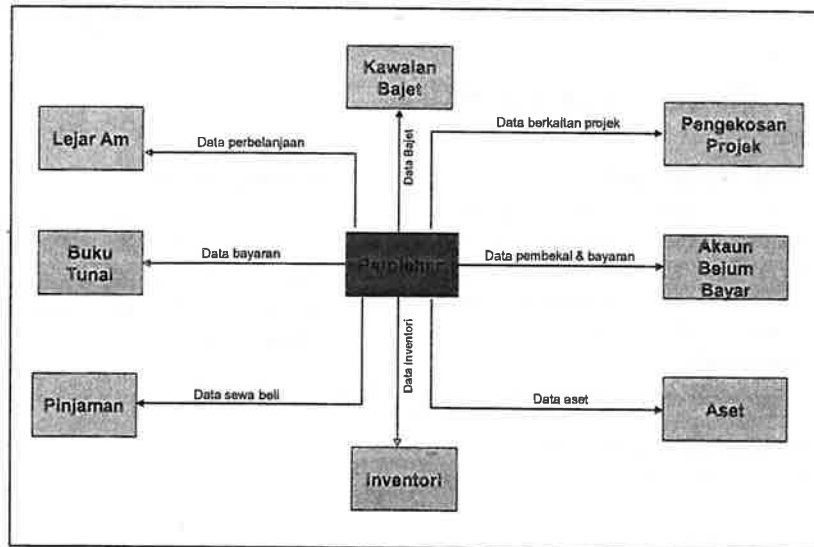 Kawalan
Bajet
Lejar Am
Data perbelanjaan
Data Bajet
Data berkaitan projek
Pengekosan
Projek
Buku
Tunai
Data bayaran
Perolehan
Data pembekal & bayaran
Akaun
Belum
Bayar
Pinjaman
Data sewa beli
Data inventori
Data aset
Aset
Inventori